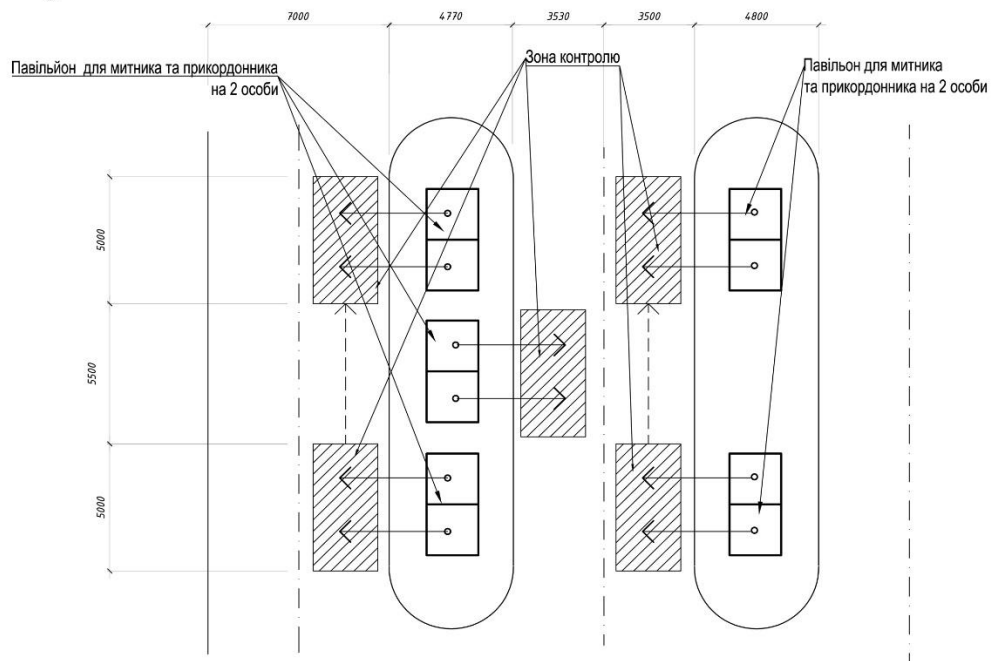 7000
4770
3530
3500
4800
Павільйон для митника та прикордонника
на 2 особи
Зона контролю
Павільон для митника
та прикордонника на 2 особи
5000
5500
5000